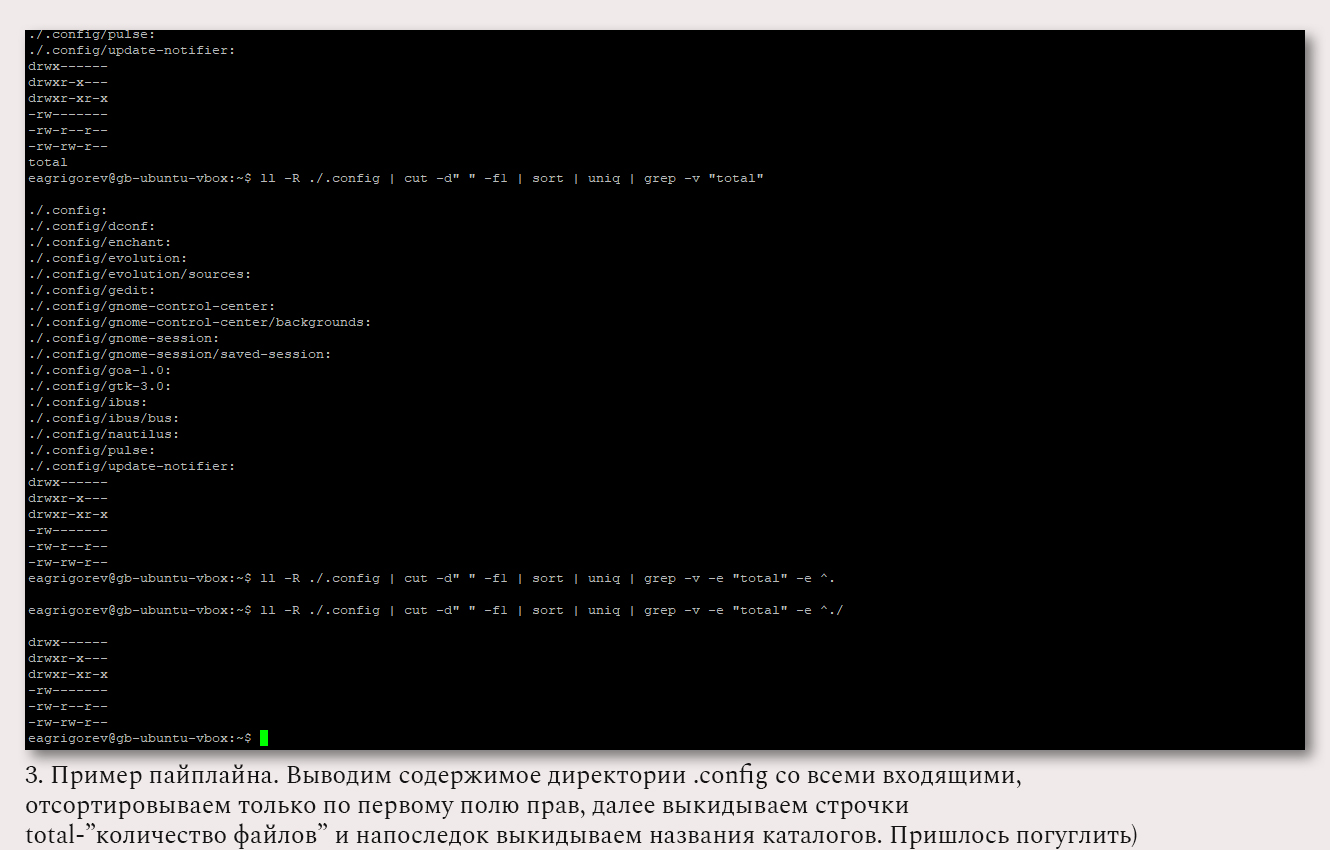 ./.config/pulse:
./.config/update-notifier:
drwx------
drwxr-x---
drwxr-xr-x
-rw-------
-rw-r--r--
-rw-rw-r--
total
eagrigorev@gb-ubuntu-vbox:~$ ll -R ./.config | cut -d" " -f1 | sort | uniq | grep -v "total"
./.config:
./.config/dconf:
./.config/enchant:
./.config/evolution:
./.config/evolution/sources:
./.config/gedit:
./.config/gnome-control-center:
./.config/gnome-control-center/backgrounds:
./.config/gnome-session:
./.config/gnome-session/saved-session:
./.config/goa-1.0:
./.config/gtk-3.0:
./.config/ibus:
./.config/ibus/bus:
./.config/nautilus:
./.config/pulse:
./.config/update-notifier:
drwx------
drwxr-x---
drwxr-xr-x
-rw-------
-rw-r--r--
-rw-rw-r--
eagrigorev@gb-ubuntu-vbox:~$ ll -R ./.config | cut -d" " -f1 | sort | uniq | grep -v -e "total" -e ^.
eagrigorev@gb-ubuntu-vbox:~$ ll -R ./.config | cut -d" " -f1 | sort | uniq | grep -v -e "total" -e ^./
drwx------
drwxr-x---
drwxr-xr-x
-rw-------
-rw-r--r--
-rw-rw-r--
eagrigorev@gb-ubuntu-vbox:~$
3. Пример пайплайна. Выводим содержимое директории .config со всеми входящими,
отсортировываем только по первому полю прав, далее выкидываем строчки
total-”количество файлов” и напоследок выкидываем названия каталогов. Пришлось погуглить)